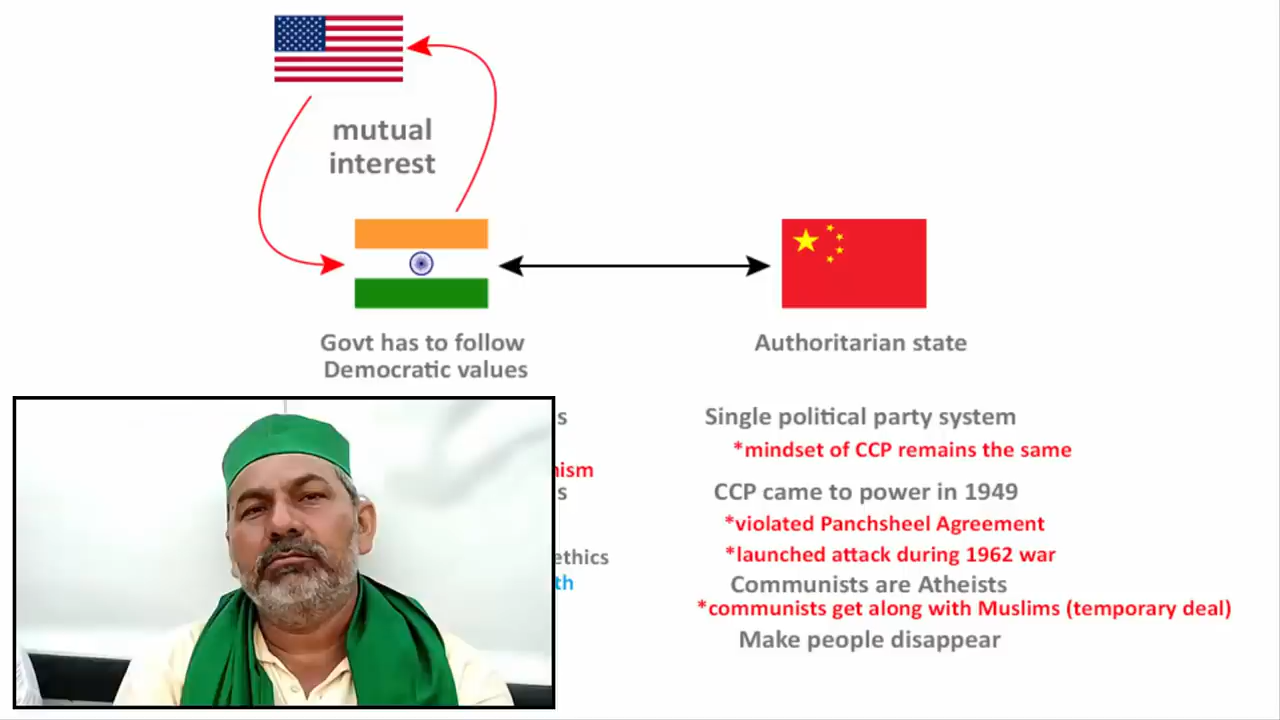 mutual
interest
Govt has to follow
Democratic values
Authoritarian state
Single political party system
*mindset of CCP remains the same
CCP came to power in 1949
*violated Panchsheel Agreement
*launched attack during 1962 war
ethics
Communists are Atheists
*communists get along with Muslims (temporary deal)
Make people disappear